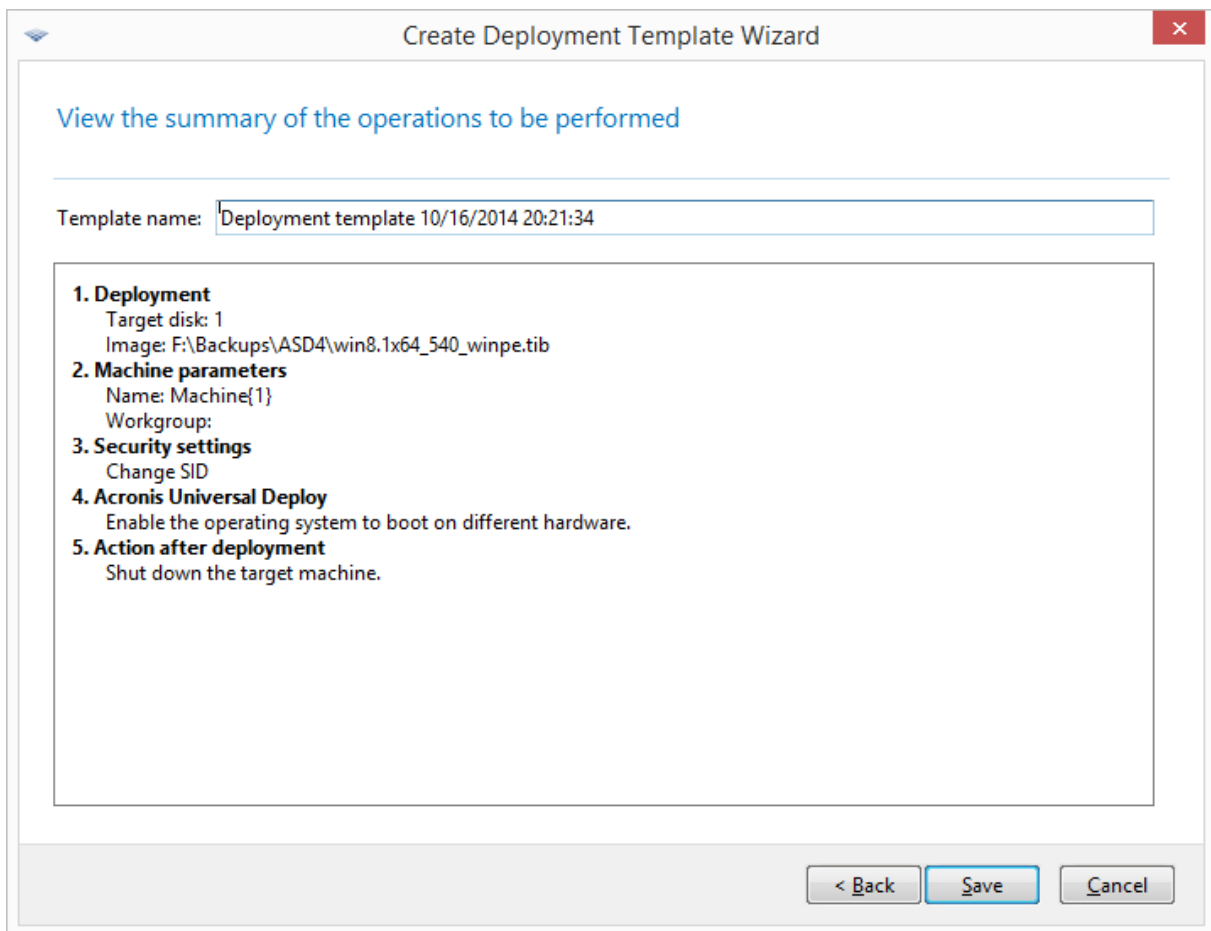 Create Deployment Template Wizard
View the summary of the operations to be performed
Template name: Deployment template 10/16/2014 20:21:34
1. Deployment
Target disk: 1
Image: F:\Backups\ASD4\win8.1x64_540_winpe.tib
2. Machine parameters
Name: Machine{1}
Workgroup:
3. Security settings
Change SID
4. Acronis Universal Deploy
Enable the operating system to boot on different hardware.
5. Action after deployment
Shut down the target machine.
< Back Save Cancel